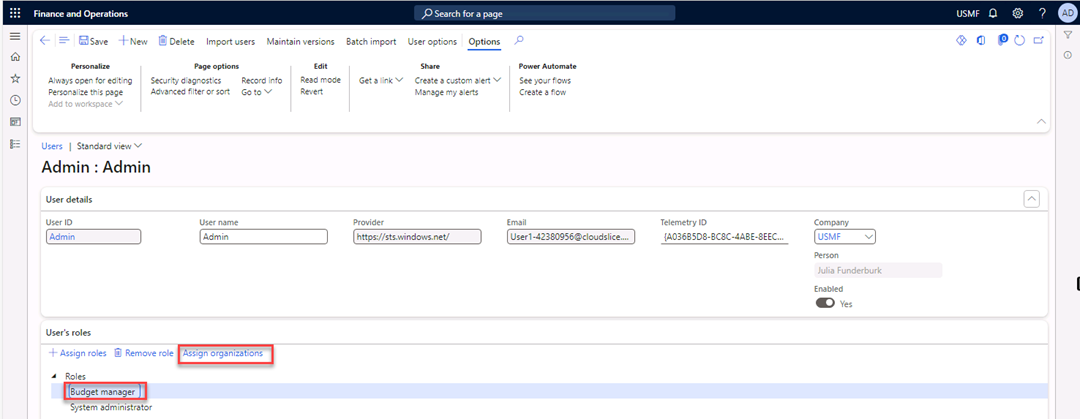 Finance and Operations
Search for a page
USMF
?
AD
Save
New
Delete
Import users
Maintain versions
Batch import
User options
Options
0
Personalize
Always open for editing
Personalize this page
Add to workspace
Page options
Security diagnostics
Advanced filter or sort
Record info
Go to
Edit
Read mode
Revert
Share
Get a link
Create a custom alert
Manage my alerts
Power Automate
See your flows
Create a flow
Users | Standard view
Admin : Admin
User details
User ID
Admin
User name
Admin
Provider
https://sts.windows.net/
Email
User1-42380956@cloudslice....
Telemetry ID
{A036B5D8-BC8C-4ABE-8EEC...
Company
USMF
Person
Julia Funderburk
Enabled
Yes
User's roles
Assign roles
Remove role
Assign organizations
Roles
Budget manager
System administrator